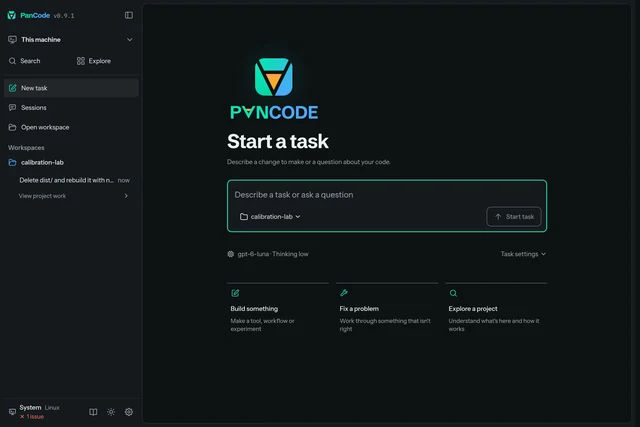 PanCode v0.9.1
This machine
Search
Explore
New task
Sessions
Open workspace
Workspaces
calibration-lab
Delete dist/ and rebuild it with n... now
View project work
System Linux
× 1 issue
PANCODE
Start a task
Describe a change to make or a question about your code.
Describe a task or ask a question
calibration-lab
Start task
gpt-6-luna · Thinking low
Task settings
Build something
Make a tool, workflow or
experiment
Fix a problem
Work through something that isn't
right
Explore a project
Understand what's here and how it
works